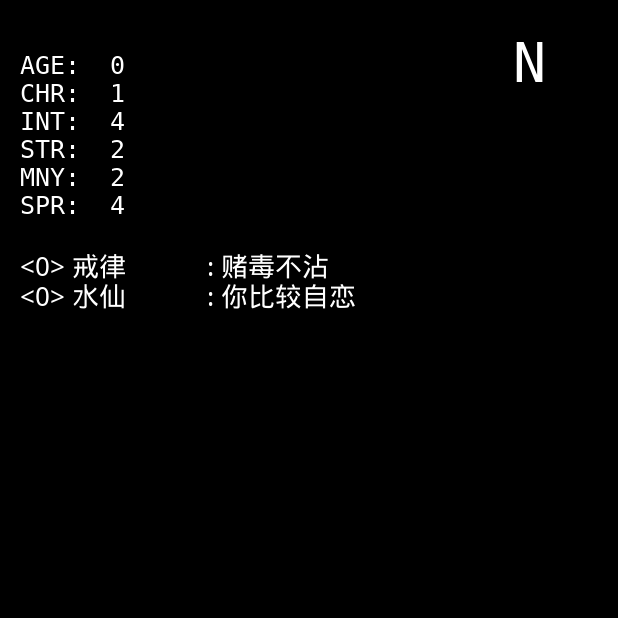 N
AGE: 0
CHR: 1
INT: 4
STR: 2
MNY: 2
SPR: 4
<O> 戒律 :赌毒不沾
<O> 水仙 :你比较自恋